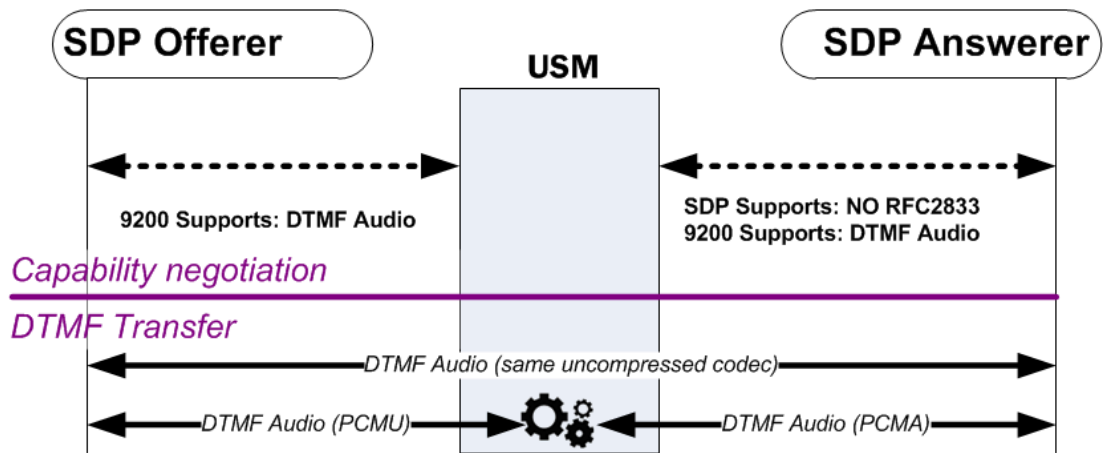 SDP Offerer
SDP Answerer
USM
9200 Supports: DTMF Audio
SDP Supports: NO RFC2833
9200 Supports: DTMF Audio
Capability negotiation
DTMF Transfer
DTMF Audio (same uncompressed codec)
DTMF Audio (PCMU)
DTMF Audio (PCMA)